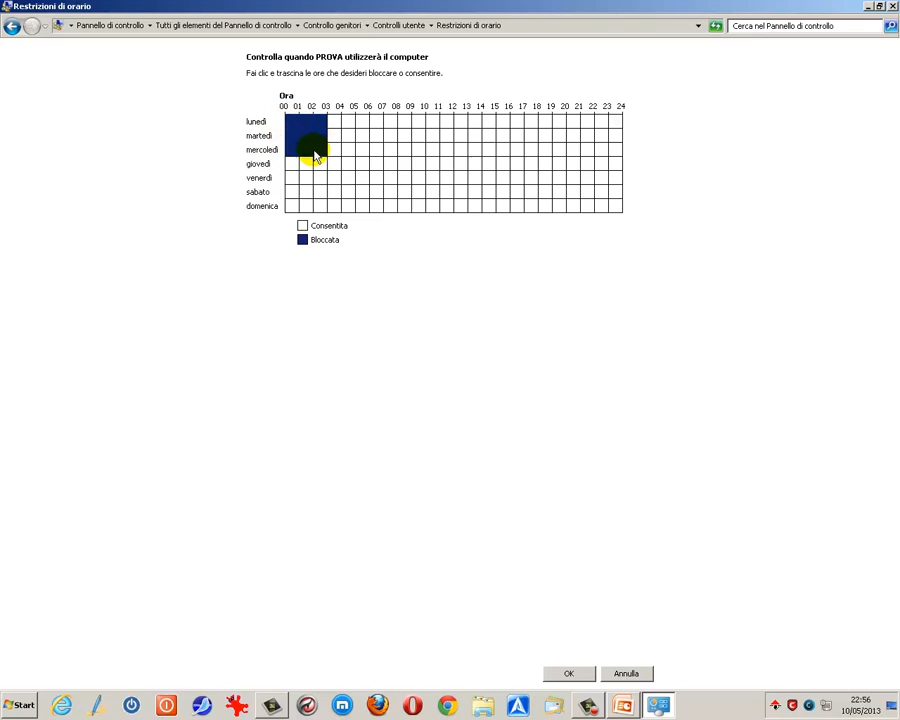 Restrizioni di orario
Pannello di controllo Tutti gli elementi del Pannello di controllo Controllo genitori Controlli utente Restrizioni di orario Cerca nel Pannello di controllo
Controlla quando PROVA utilizzerà il computer
Fai clic e trascina le ore che desideri bloccare o consentire.
Ora
00 01 02 03 04 05 06 07 08 09 10 11 12 13 14 15 16 17 18 19 20 21 22 23 24
lunedì
martedì
mercoledì
giovedì
venerdì
sabato
domenica
Consentita
Bloccata
OK Annulla
Start
22:56
10/05/2013